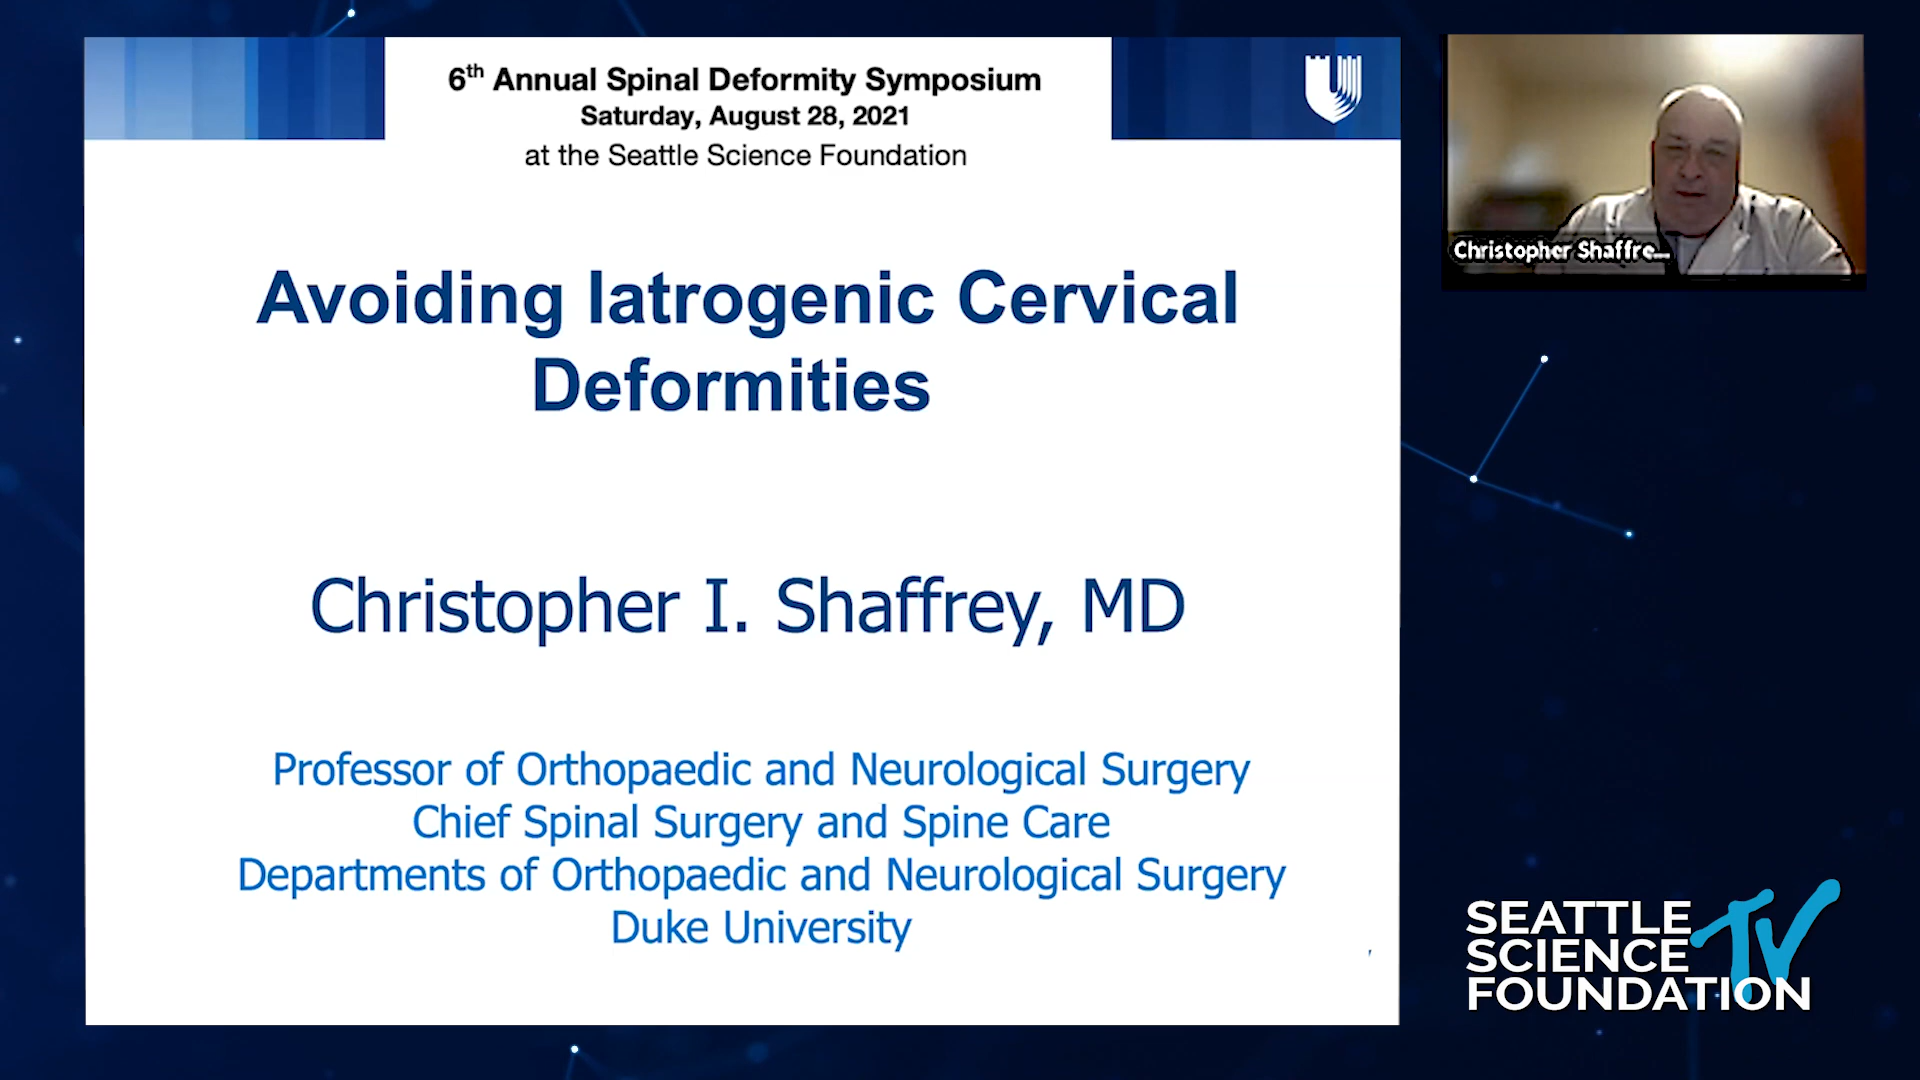 6th Annual Spinal Deformity Symposium
Saturday, August 28, 2021
at the Seattle Science Foundation
Avoiding Iatrogenic Cervical
Deformities
Christopher I. Shaffrey, MD
Professor of Orthopaedic and Neurological Surgery
Chief Spinal Surgery and Spine Care
Departments of Orthopaedic and Neurological Surgery
Duke University
Christopher Shaffre...
SEATTLE
SCIENCE TV
FOUNDATION